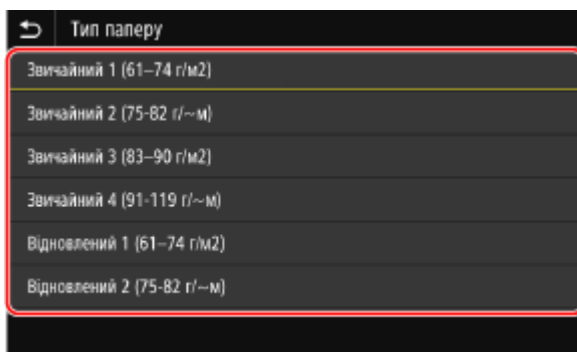 Тип паперу
Звичайний 1 (61–74 г/м2)
Звичайний 2 (75-82 г/~м)
Звичайний 3 (83–90 г/м2)
Звичайний 4 (91-119 г/~м)
Відновлений 1 (61–74 г/м2)
Відновлений 2 (75-82 г/~м)